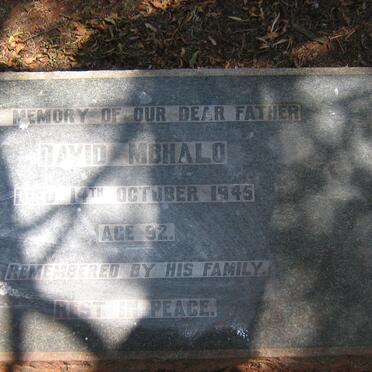 MEMORY OF OUR DEAR FATHER
DAVID MBHALO
DIED 14TH OCTOBER 1945
AGE 92.
REMEMBERED BY HIS FAMILY.
REST IN PEACE.